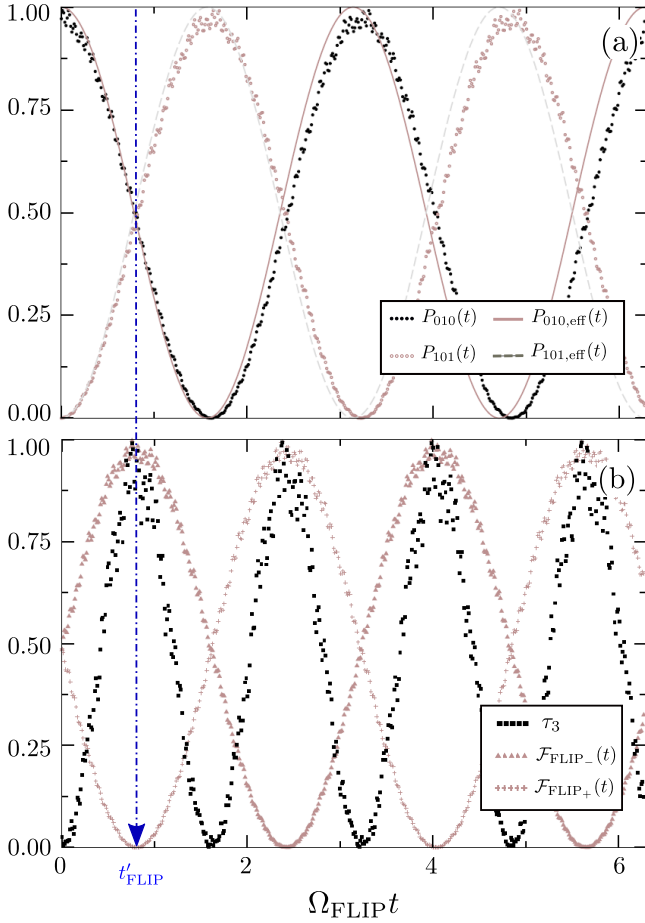 1.00
(a)
0.75
0.50
0.25
P₀₁₀(t) P₀₁₀,eff(t)
P₁₀₁(t) P₁₀₁,eff(t)
0.00
1.00
(b)
0.75
0.50
τ₃
0.25
ℱFLIP₋(t)
ℱFLIP₊(t)
0.00
0 2 4 6
t′FLIP
ΩFLIP t